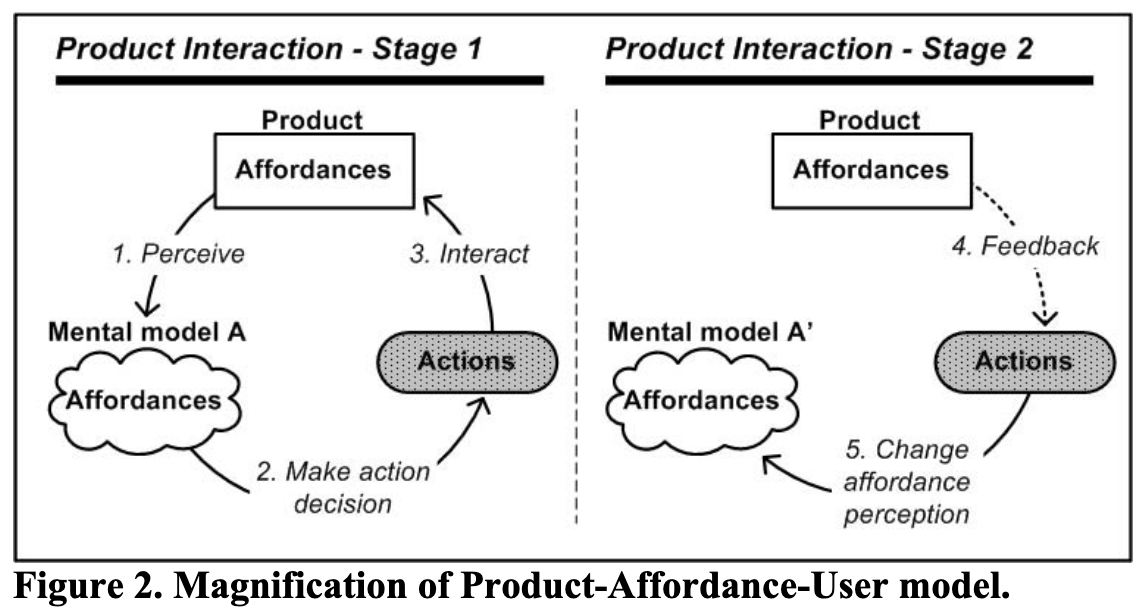 Product Interaction - Stage 1
Product
Affordances
1. Perceive
3. Interact
Mental model A
Affordances
Actions
2. Make action
decision
Product Interaction - Stage 2
Product
Affordances
4. Feedback
Mental model A’
Affordances
Actions
5. Change
affordance
perception
Figure 2. Magnification of Product-Affordance-User model.